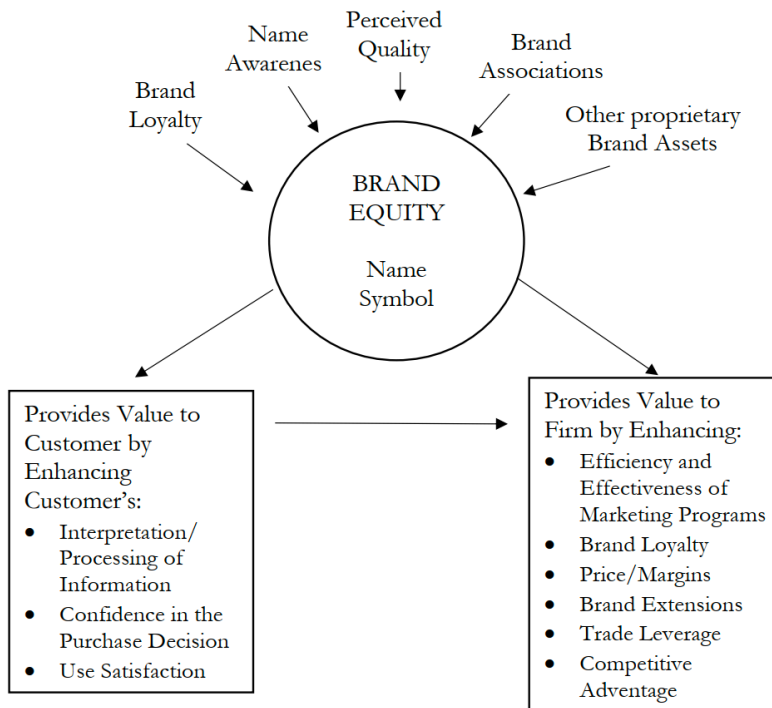 Brand
Loyalty
Name
Awarenes
Perceived
Quality
Brand
Associations
Other proprietary
Brand Assets
BRAND
EQUITY
Name
Symbol
Provides Value to
Customer by
Enhancing
Customer’s:
• Interpretation/
Processing of
Information
• Confidence in the
Purchase Decision
• Use Satisfaction
Provides Value to
Firm by Enhancing:
• Efficiency and
Effectiveness of
Marketing Programs
• Brand Loyalty
• Price/Margins
• Brand Extensions
• Trade Leverage
• Competitive
Adventage